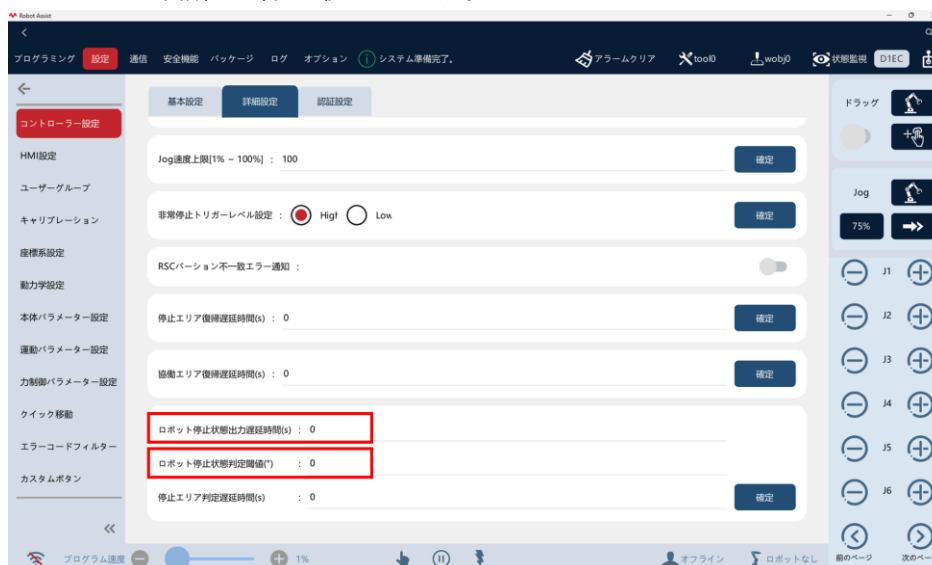 Robot Assist
プログラミング 設定 通信 安全機能 パッケージ ログ オプション システム準備完了. アラームクリア tool0 wobj0 状態監視 D1EC
基本設定 詳細設定 認証設定
コントローラー設定
HMI設定
ユーザーグループ
キャリブレーション
座標系設定
動力学設定
本体パラメーター設定
運動パラメーター設定
力制御パラメーター設定
クイック移動
エラーコードフィルター
カスタムボタン
Jog速度上限[1% ~ 100%] : 100 確定
非常停止トリガーレベル設定 : High Low 確定
RSCバージョン不一致エラー通知 :
停止エリア復帰遅延時間(s) : 0 確定
協働エリア復帰遅延時間(s) : 0 確定
ロボット停止状態出力遅延時間(s) : 0
ロボット停止状態判定閾値(°) : 0
停止エリア判定遅延時間(s) : 0 確定
ドラッグ
Jog
75%
J1
J2
J3
J4
J5
J6
前のページ 次のペー
プログラム速度 1% オフライン ロボットなし